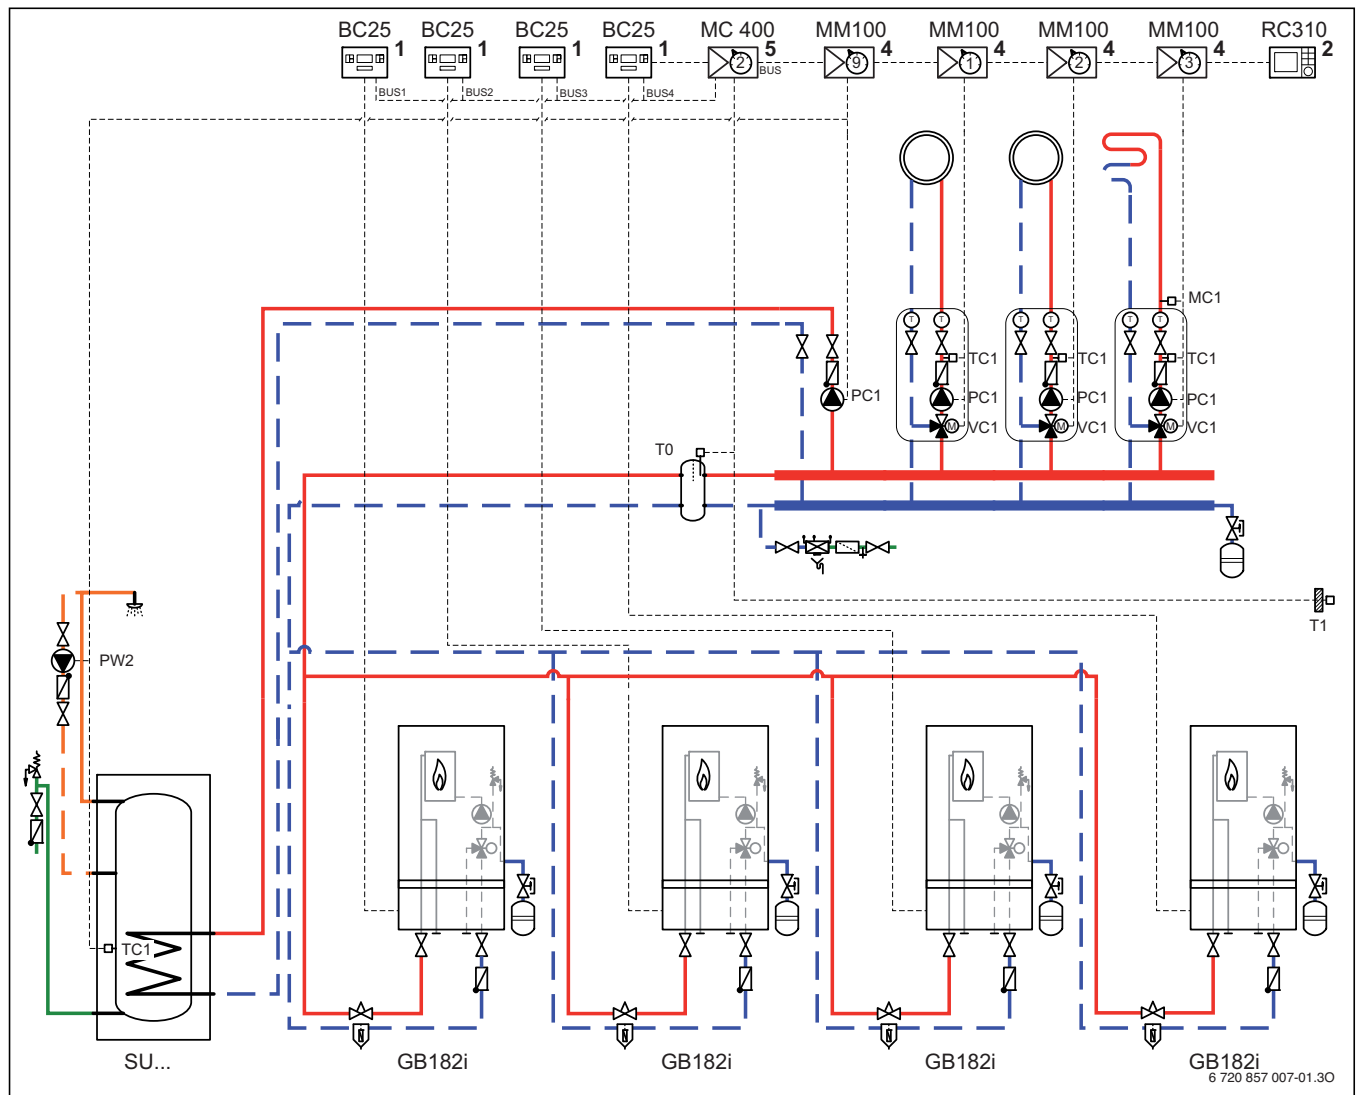 BC25 BC25 BC25 BC25 MC 400 MM100 MM100 MM100 MM100 RC310
1 1 1 1 5 4 4 4 4 2
2 9 1 2 3
BUS
BUS1 BUS2 BUS3 BUS4
MC1
T T T T T T
TC1 TC1 TC1
PC1 PC1 PC1 PC1
M VC1 M VC1 M VC1
T0
T1
PW2
TC1
SU... GB182i GB182i GB182i GB182i
6 720 857 007-01.3O